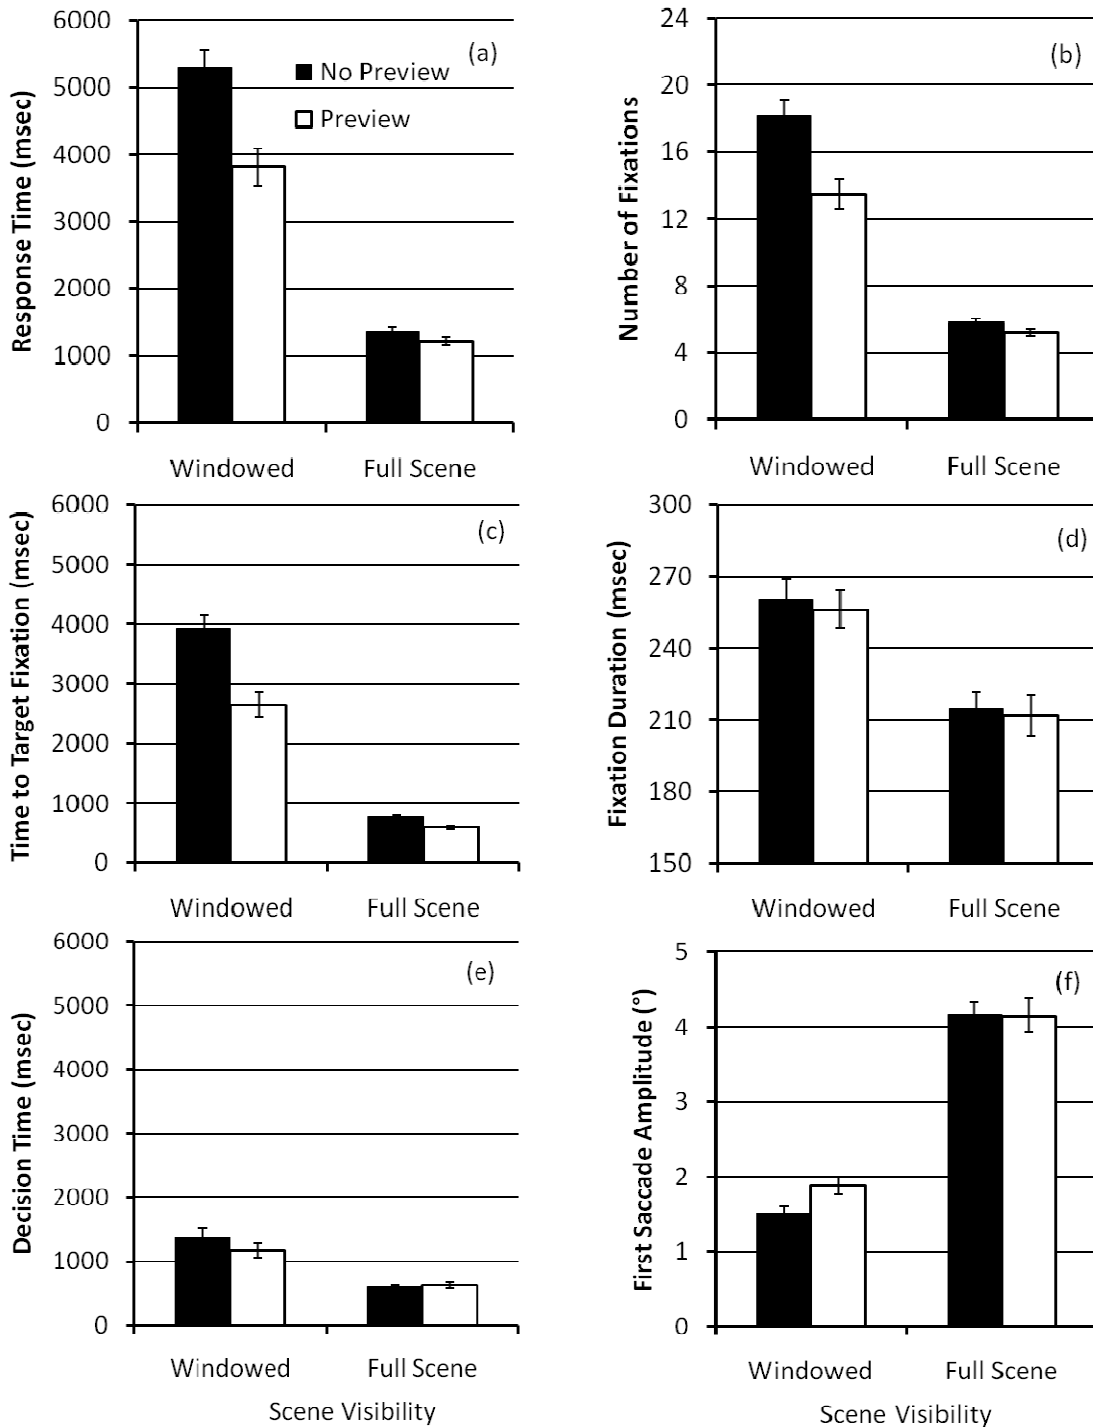 Response Time (msec)
6000
5000
4000
3000
2000
1000
0
(a)
No Preview
Preview
Windowed Full Scene
Number of Fixations
24
20
16
12
8
4
0
(b)
Windowed Full Scene
Time to Target Fixation (msec)
6000
5000
4000
3000
2000
1000
0
(c)
Windowed Full Scene
Fixation Duration (msec)
300
270
240
210
180
150
(d)
Windowed Full Scene
Decision Time (msec)
6000
5000
4000
3000
2000
1000
0
(e)
Windowed Full Scene
Scene Visibility
First Saccade Amplitude (°)
5
4
3
2
1
0
(f)
Windowed Full Scene
Scene Visibility